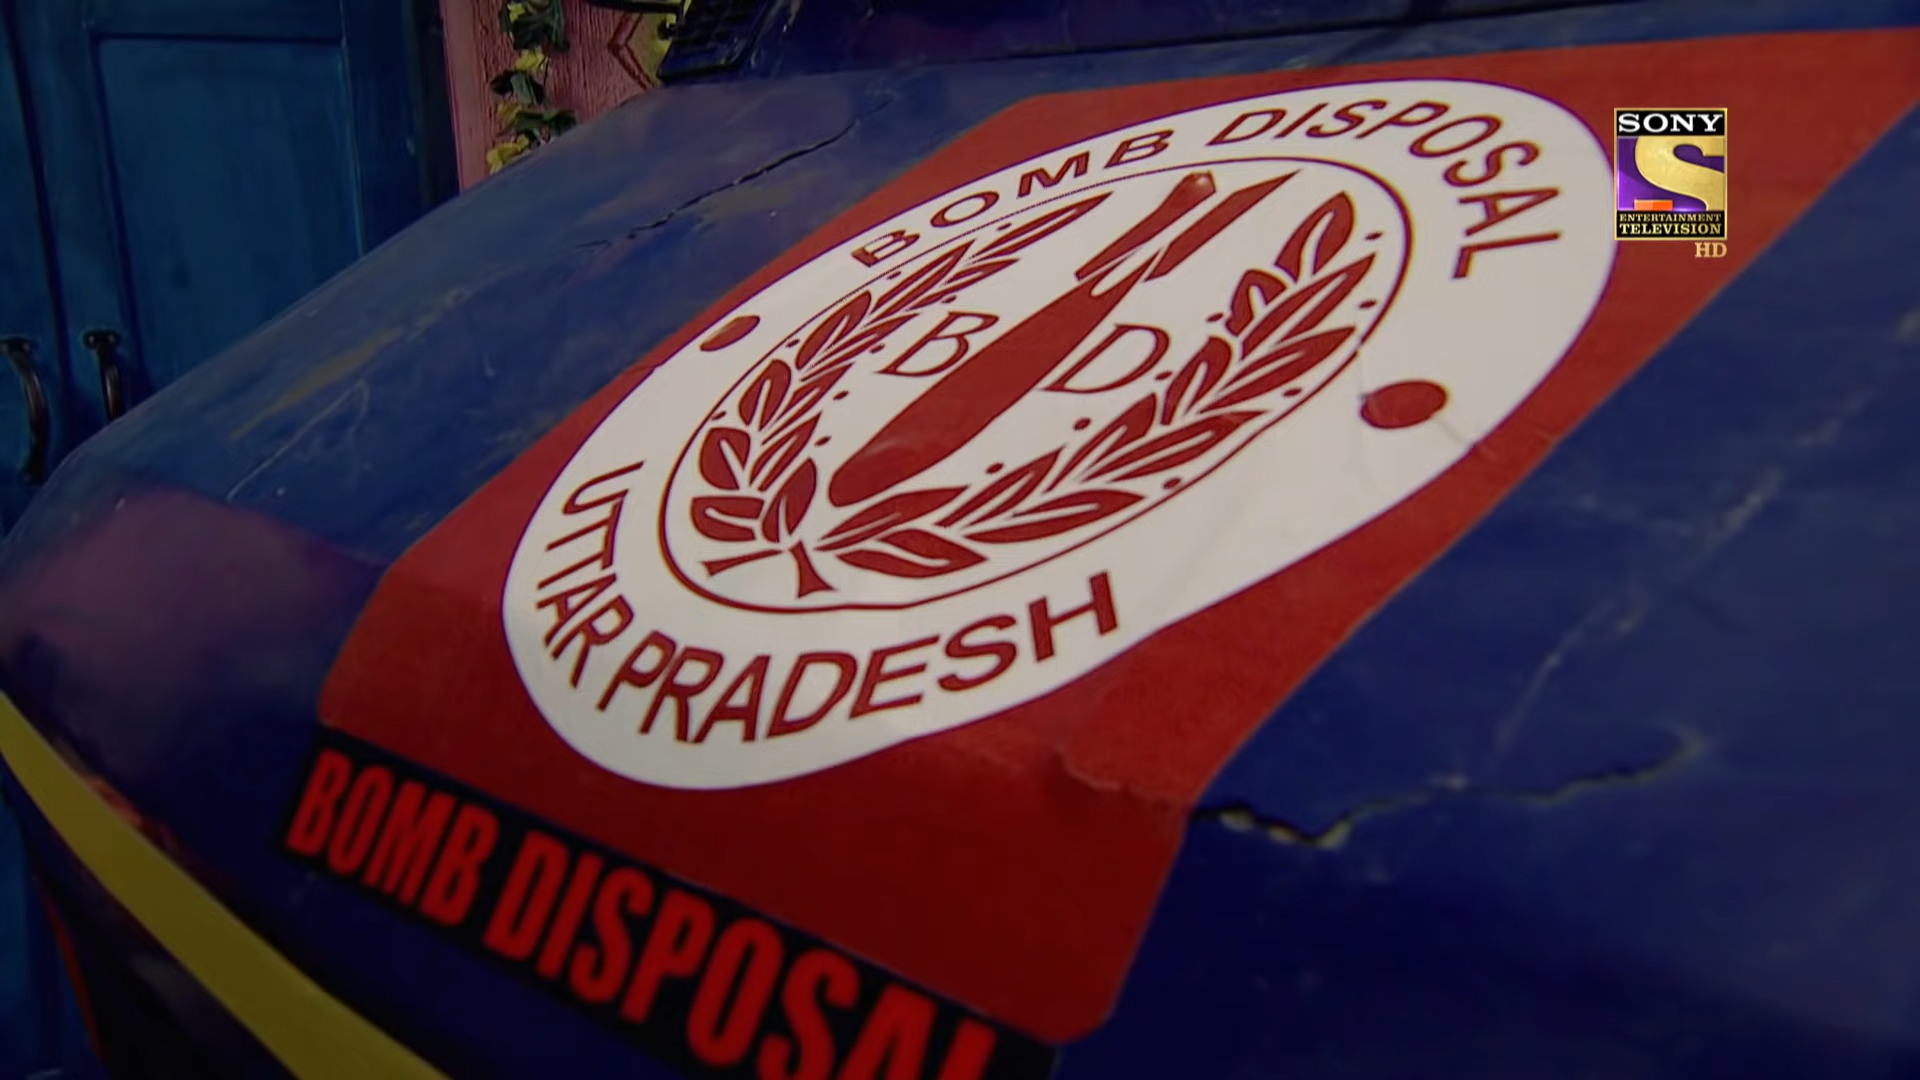 BOMB DISPOSAL
B D
UTTAR PRADESH
BOMB DISPOSAL
SONY
ENTERTAINMENT
TELEVISION
HD